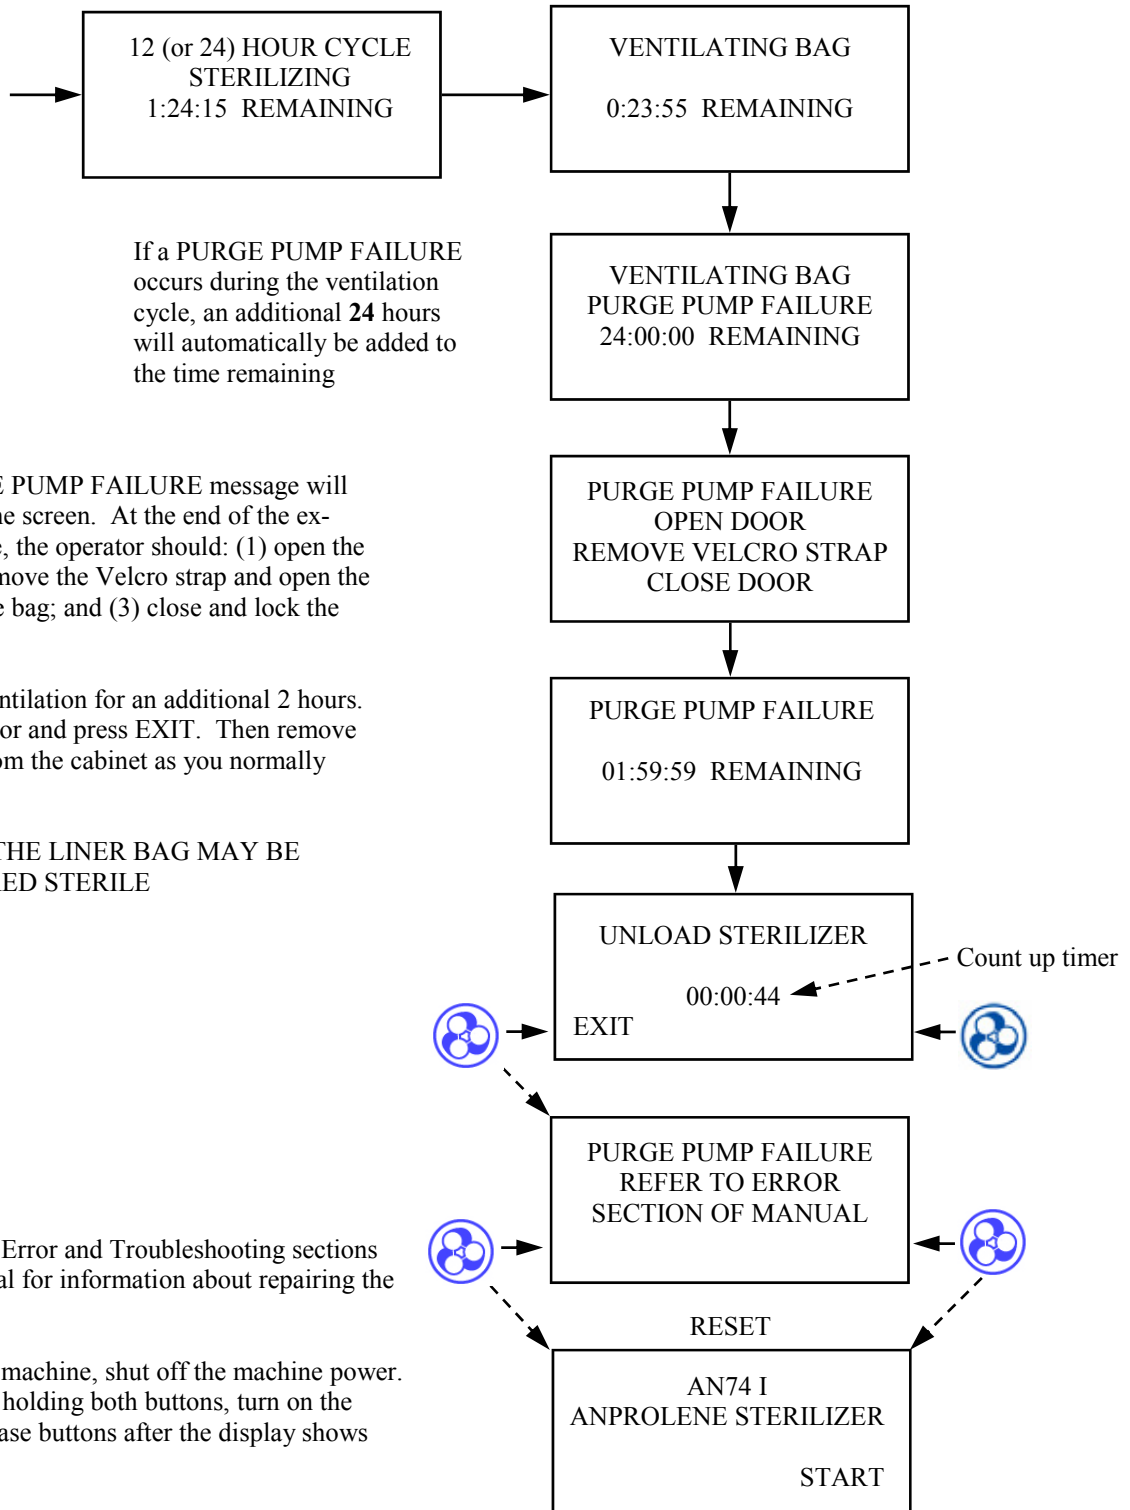 12 (or 24) HOUR CYCLE
STERILIZING
1:24:15 REMAINING
VENTILATING BAG
0:23:55 REMAINING
If a PURGE PUMP FAILURE
occurs during the ventilation
cycle, an additional 24 hours
will automatically be added to
the time remaining
VENTILATING BAG
PURGE PUMP FAILURE
24:00:00 REMAINING
E PUMP FAILURE message will
ne screen. At the end of the ex-
e, the operator should: (1) open the
move the Velcro strap and open the
e bag; and (3) close and lock the
PURGE PUMP FAILURE
OPEN DOOR
REMOVE VELCRO STRAP
CLOSE DOOR
ntilation for an additional 2 hours.
or and press EXIT. Then remove
om the cabinet as you normally
PURGE PUMP FAILURE
01:59:59 REMAINING
THE LINER BAG MAY BE
RED STERILE
UNLOAD STERILIZER
00:00:44
EXIT
Count up timer
PURGE PUMP FAILURE
REFER TO ERROR
SECTION OF MANUAL
Error and Troubleshooting sections
al for information about repairing the
RESET
machine, shut off the machine power.
holding both buttons, turn on the
ase buttons after the display shows
AN74 I
ANPROLENE STERILIZER
START